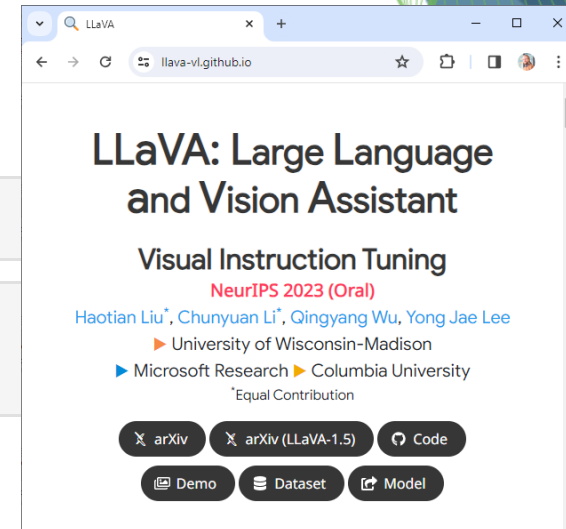 LLaVA
llava-vl.github.io
LLaVA: Large Language
and Vision Assistant
Visual Instruction Tuning
NeurIPS 2023 (Oral)
Haotian Liu*, Chunyuan Li*, Qingyang Wu, Yong Jae Lee
University of Wisconsin-Madison
Microsoft Research Columbia University
*Equal Contribution
arXiv arXiv (LLaVA-1.5) Code
Demo Dataset Model